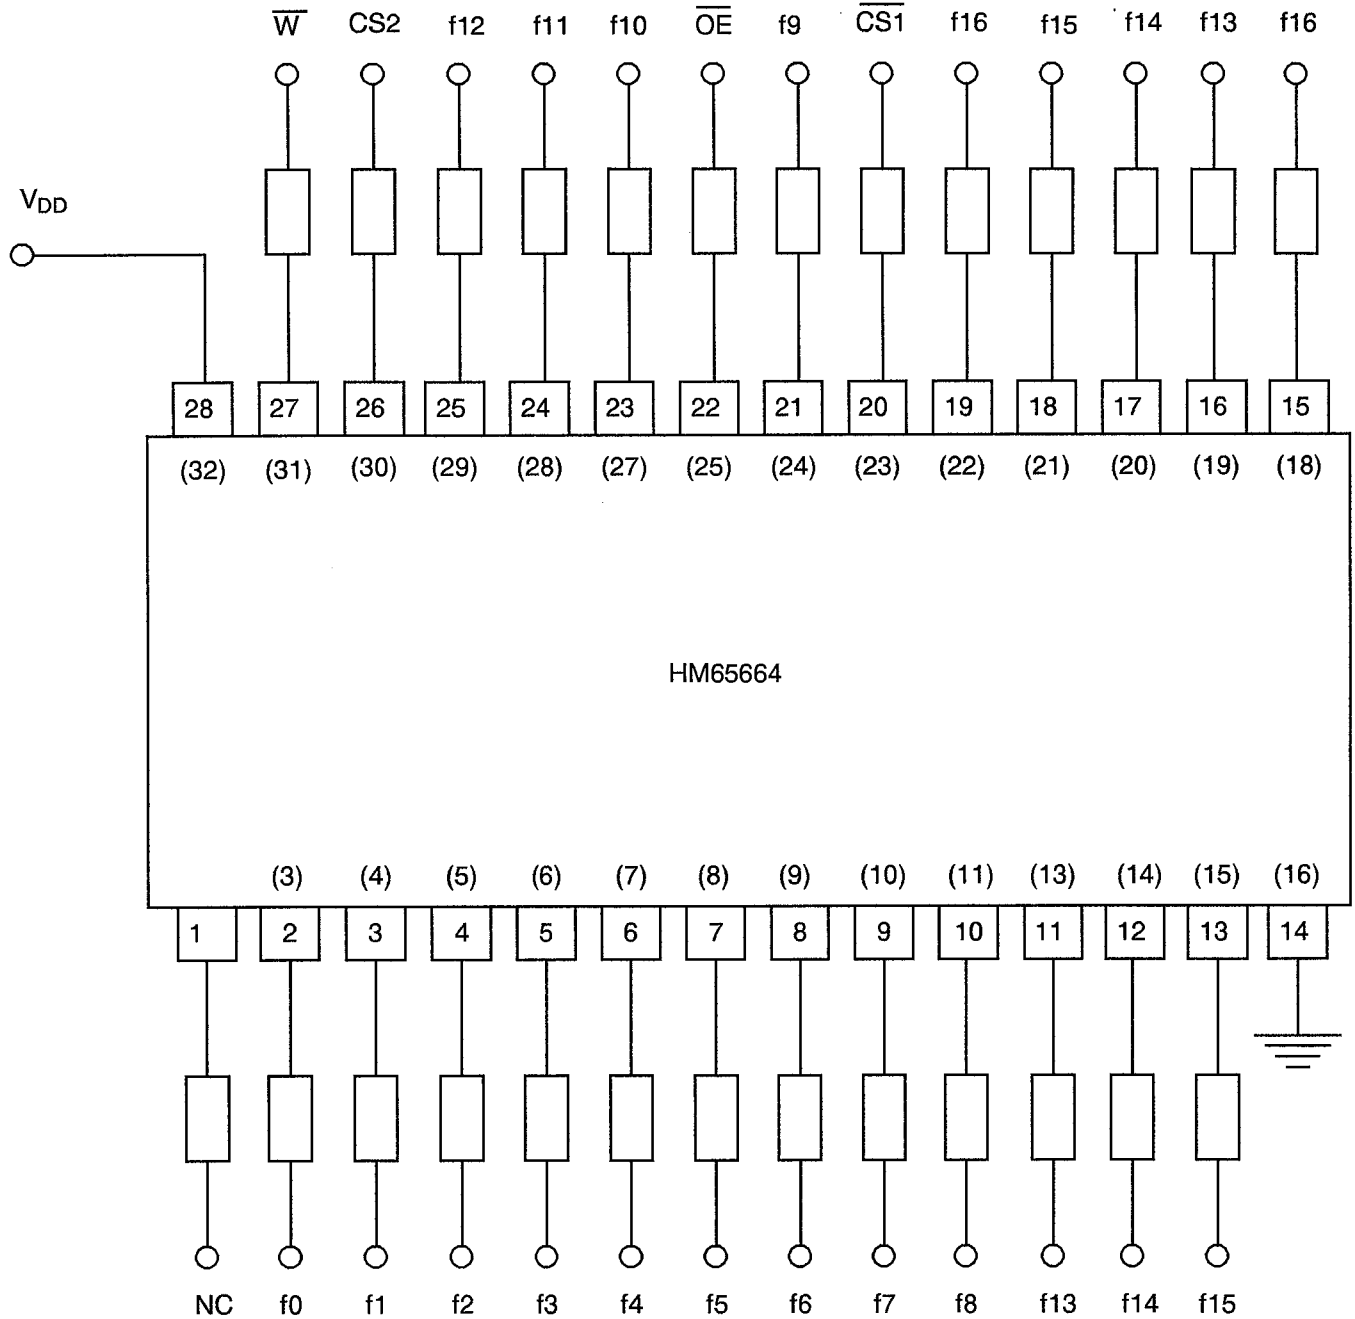 W CS2 f12 f11 f10 OE f9 CS1 f16 f15 f14 f13 f16
VDD
28 27 26 25 24 23 22 21 20 19 18 17 16 15
(32) (31) (30) (29) (28) (27) (25) (24) (23) (22) (21) (20) (19) (18)
HM65664
(3) (4) (5) (6) (7) (8) (9) (10) (11) (13) (14) (15) (16)
1 2 3 4 5 6 7 8 9 10 11 12 13 14
NC f0 f1 f2 f3 f4 f5 f6 f7 f8 f13 f14 f15